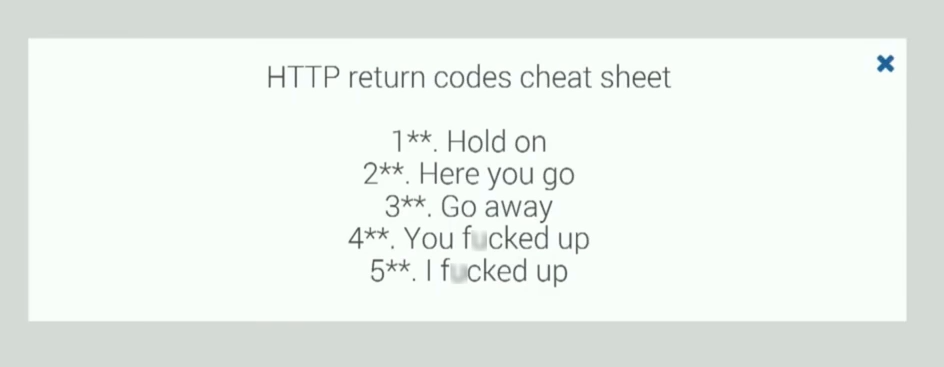 HTTP return codes cheat sheet
1**. Hold on
2**. Here you go
3**. Go away
4**. You fucked up
5**. I fucked up